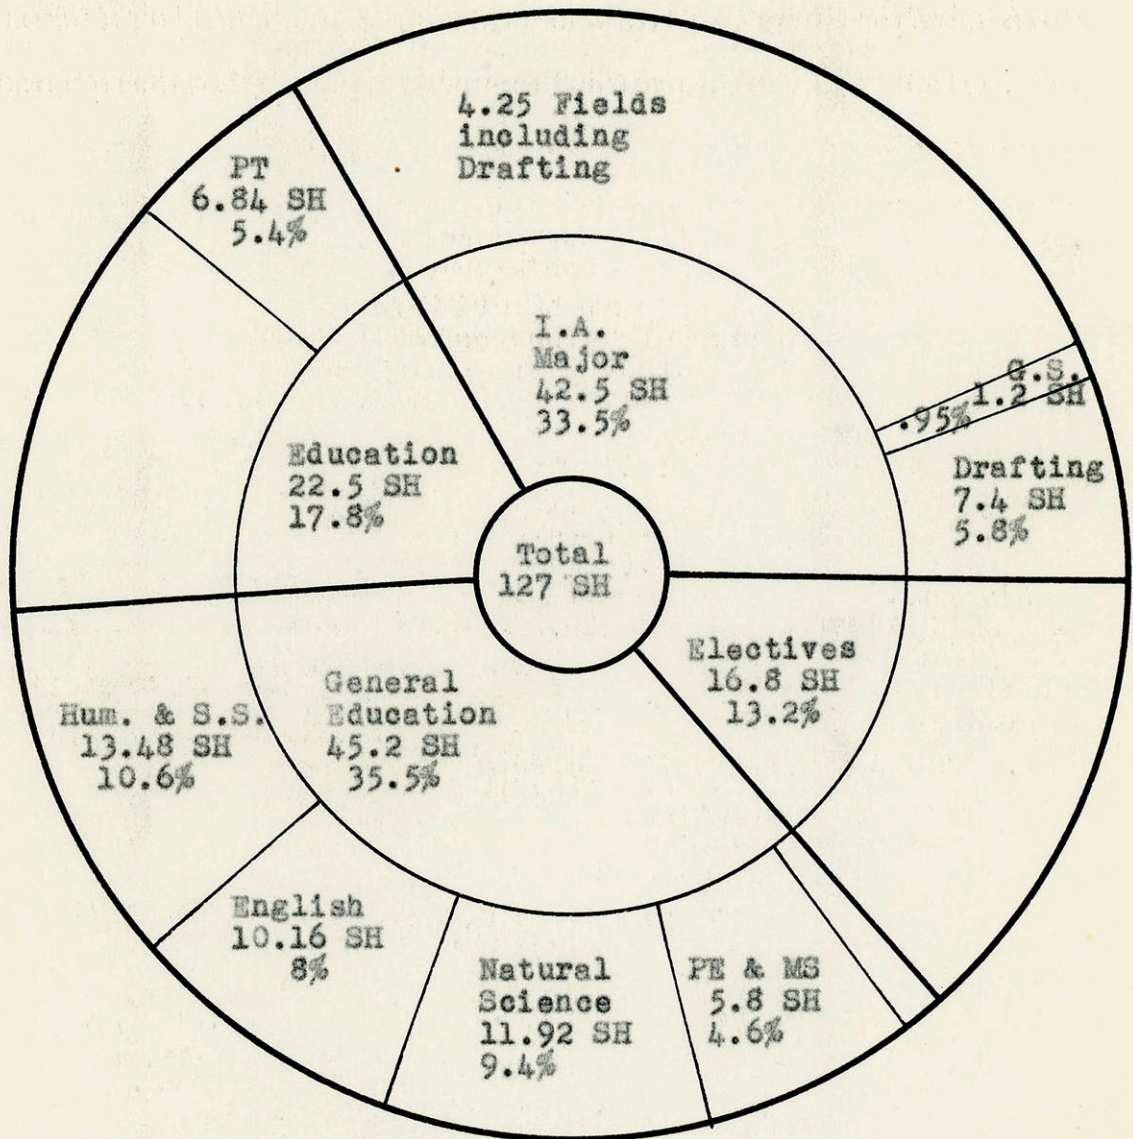 4.25 Fields
including
Drafting
PT
6.84 SH
5.4%
I.A.
Major
42.5 SH
33.5%
G.S.
1.2 SH
.95%
Drafting
7.4 SH
5.8%
Education
22.5 SH
17.8%
Total
127 SH
Electives
16.8 SH
13.2%
General
Education
45.2 SH
35.5%
Hum. & S.S.
13.48 SH
10.6%
English
10.16 SH
8%
Natural
Science
11.92 SH
9.4%
PE & MS
5.8 SH
4.6%